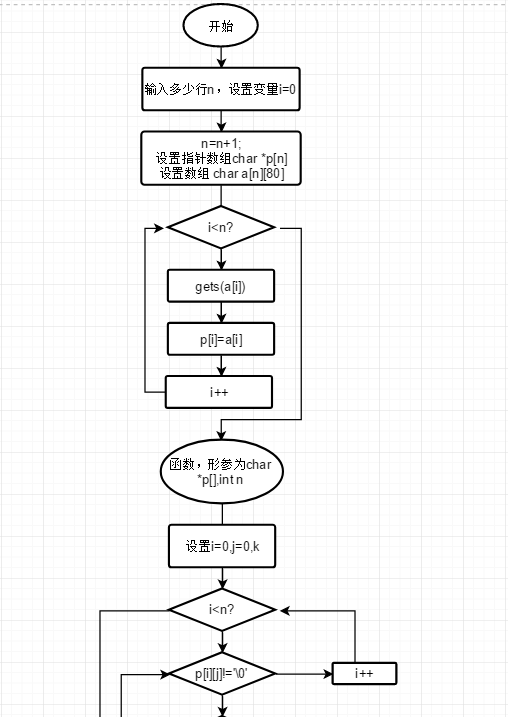 开始
输入多少行n，设置变量i=0
n=n+1;
设置指针数组char *p[n]
设置数组 char a[n][80]
i<n?
gets(a[i])
p[i]=a[i]
i++
函数，形参为char
*p[],int n
设置i=0,j=0,k
i<n?
p[i][j]!='\0'
i++